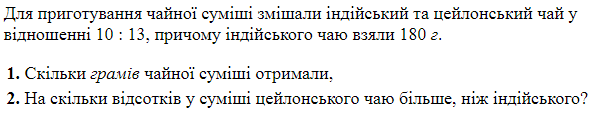 Для приготування чайної суміші змішали індійський та цейлонський чай у
відношенні 10 : 13, причому індійського чаю взяли 180 г.
1. Скільки грамів чайної суміші отримали,
2. На скільки відсотків у суміші цейлонського чаю більше, ніж індійського?